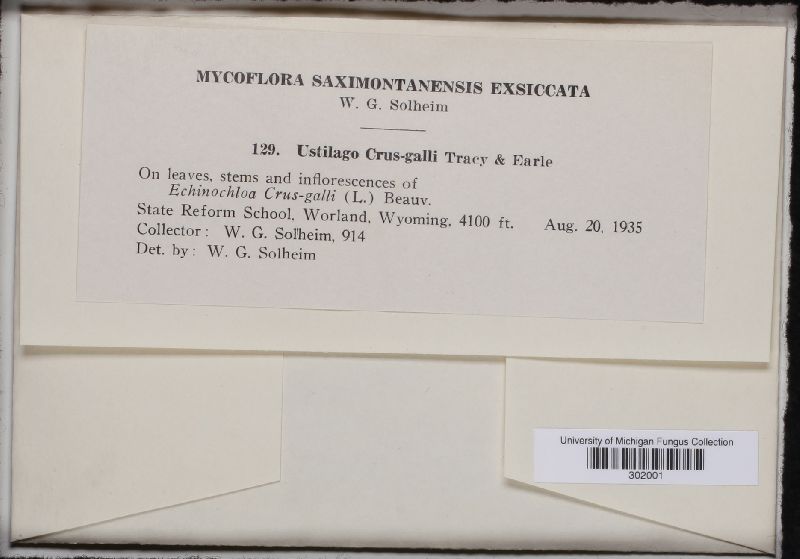 MYCOFLORA SAXIMONTANENSIS EXSICCATA
W. G. Solheim
129. Ustilago Crus-galli Tracy & Earle
On leaves, stems and inflorescences of
Echinochloa Crus-galli (L.) Beauv.
State Reform School, Worland, Wyoming, 4100 ft. Aug. 20, 1935
Collector: W. G. Solheim, 914
Det. by: W. G. Solheim
University of Michigan Fungus Collection
302001